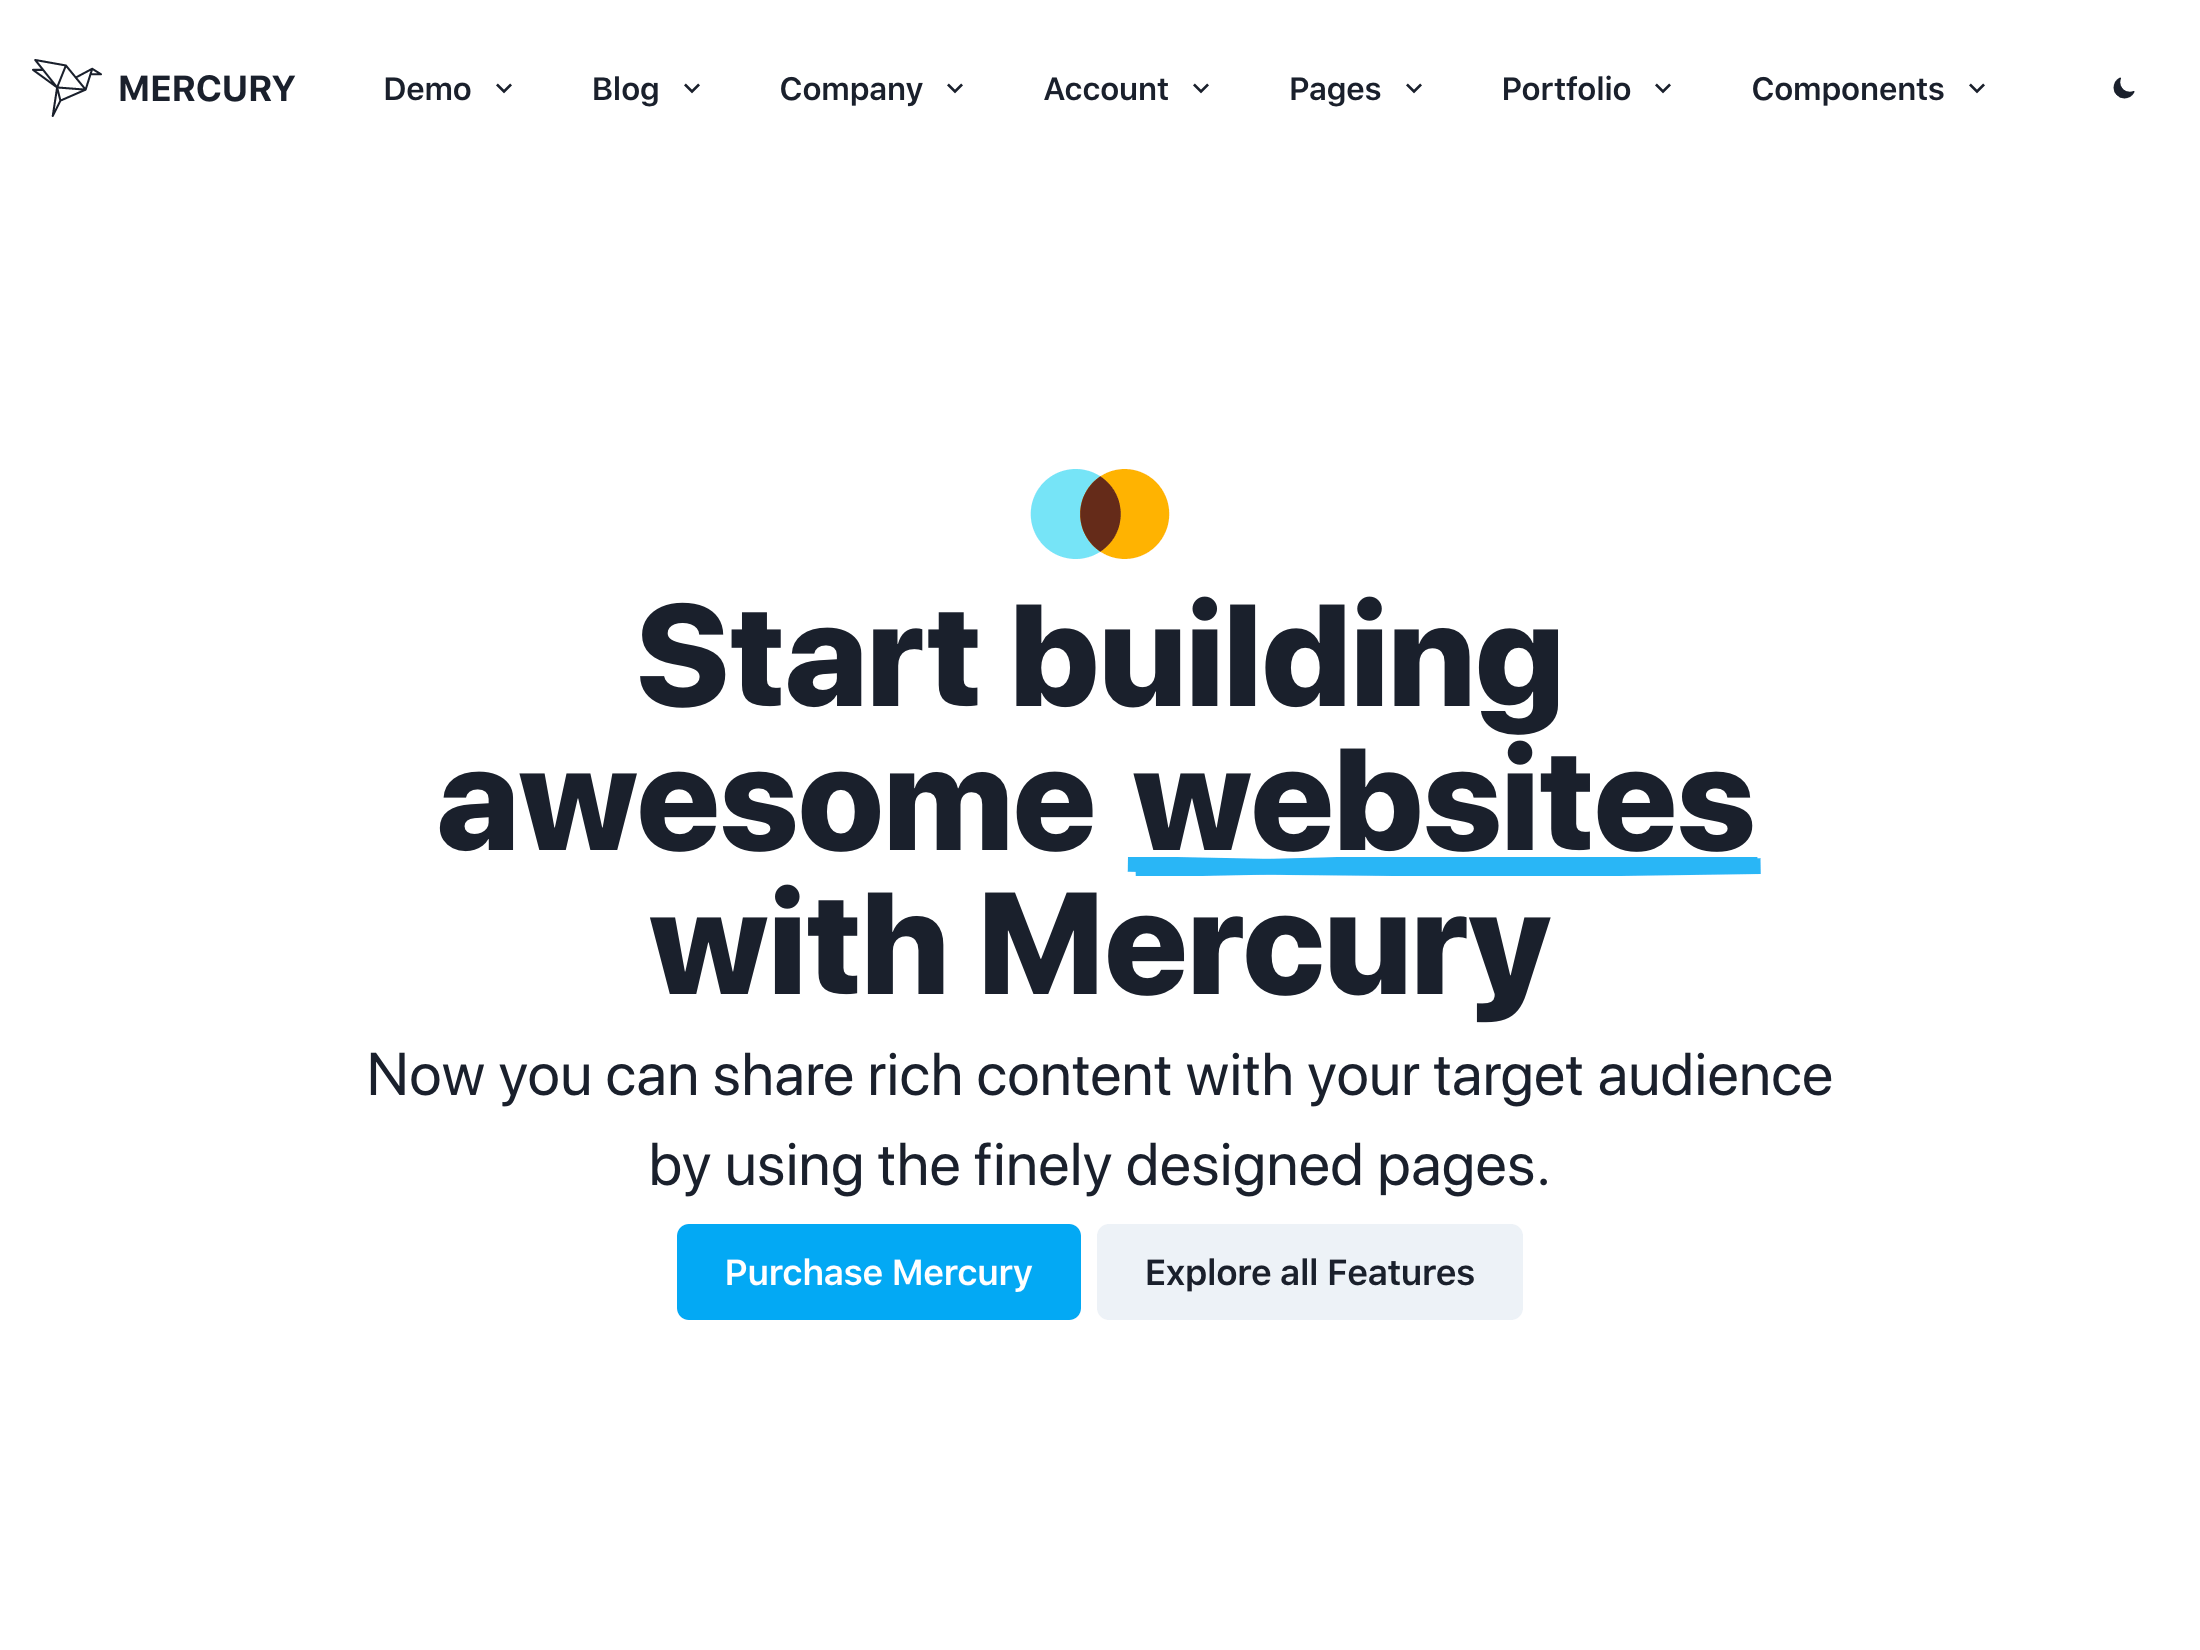 MERCURY Demo Blog Company Account Pages Portfolio Components
Start building
awesome websites
with Mercury
Now you can share rich content with your target audience
by using the finely designed pages.
Purchase Mercury Explore all Features